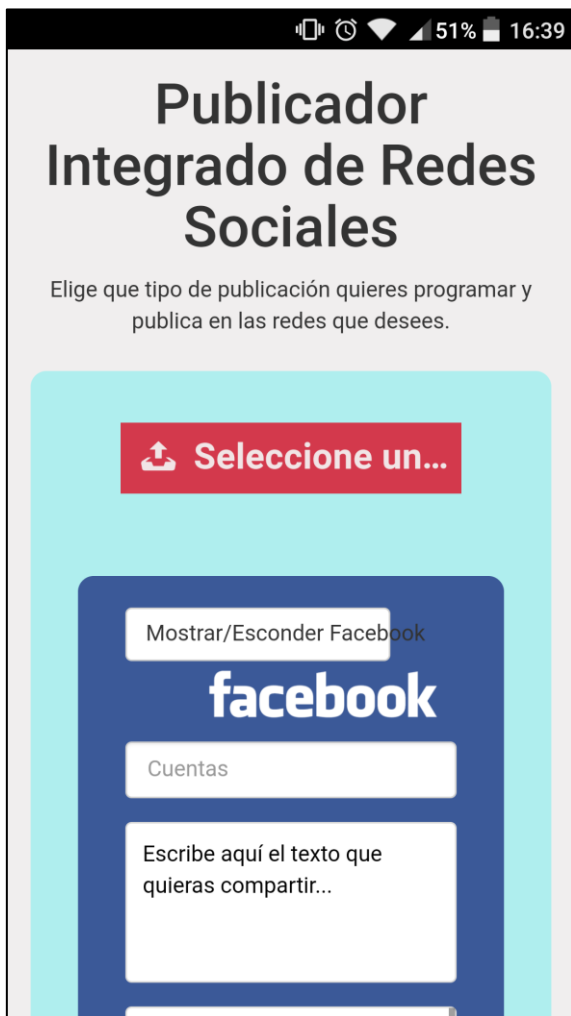 51% 16:39
Publicador
Integrado de Redes
Sociales
Elige que tipo de publicación quieres programar y
publica en las redes que desees.
Seleccione un...
Mostrar/Esconder Facebook
facebook
Cuentas
Escribe aquí el texto que
quieras compartir...